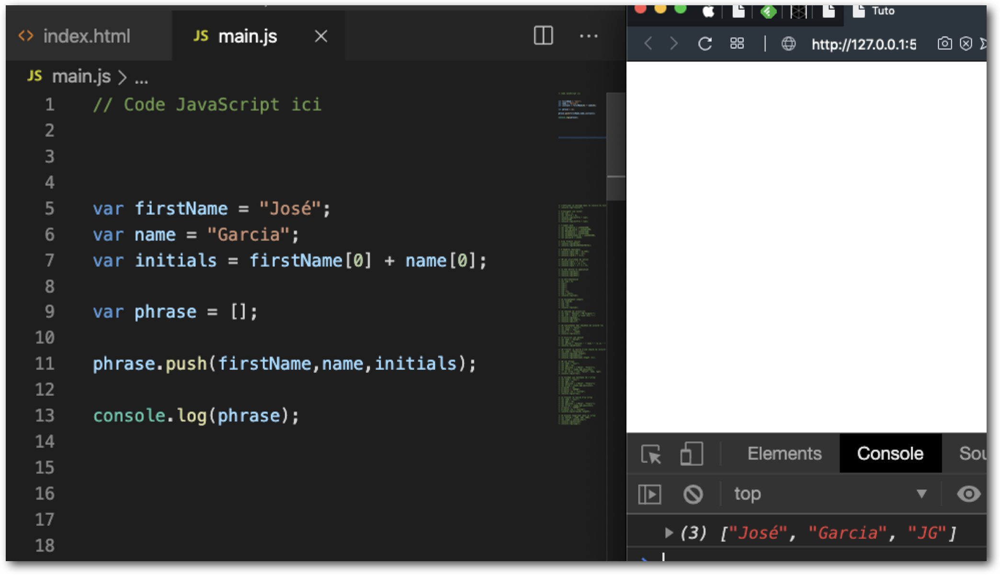 index.html
JS main.js
JS main.js > ...
1 // Code JavaScript ici
2
3
4
5 var firstName = "José";
6 var name = "Garcia";
7 var initials = firstName[0] + name[0];
8
9 var phrase = [];
10
11 phrase.push(firstName,name,initials);
12
13 console.log(phrase);
14
15
16
17
18
Tuto
http://127.0.0.1:5
Elements Console Sou
top
(3) ["José", "Garcia", "JG"]